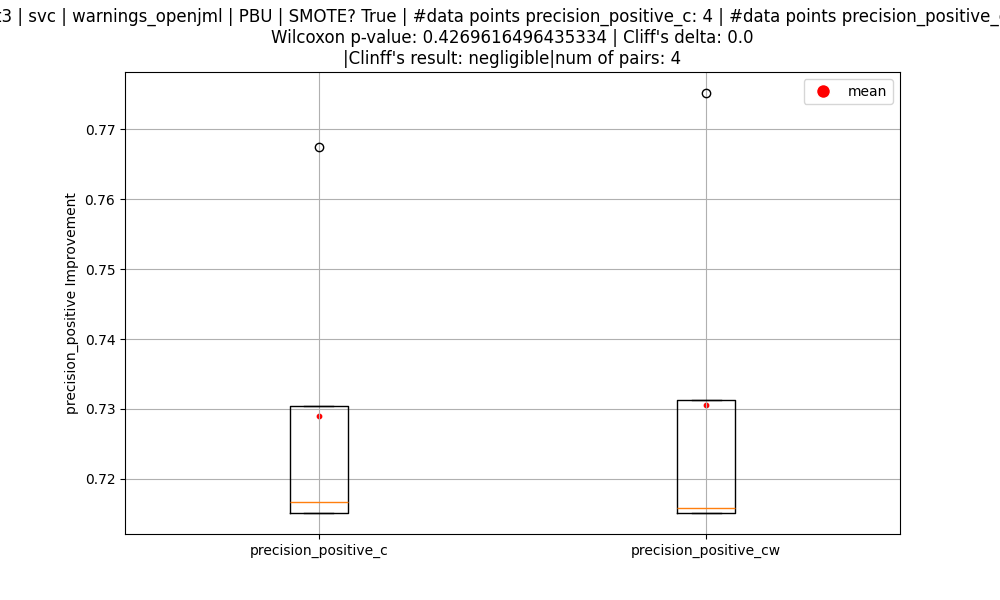 | svc | warnings_openjml | PBU | SMOTE? True | #data points precision_positive_c: 4 | #data points
Wilcoxon p-value: 0.4269616496435334 | Cliff's delta: 0.0
|Clinff's result: negligible|num of pairs: 4
mean
0.77
0.76
0.75
0.74
0.73
0.72
precision_positive Improvement
precision_positive_c
precision_positive_cw